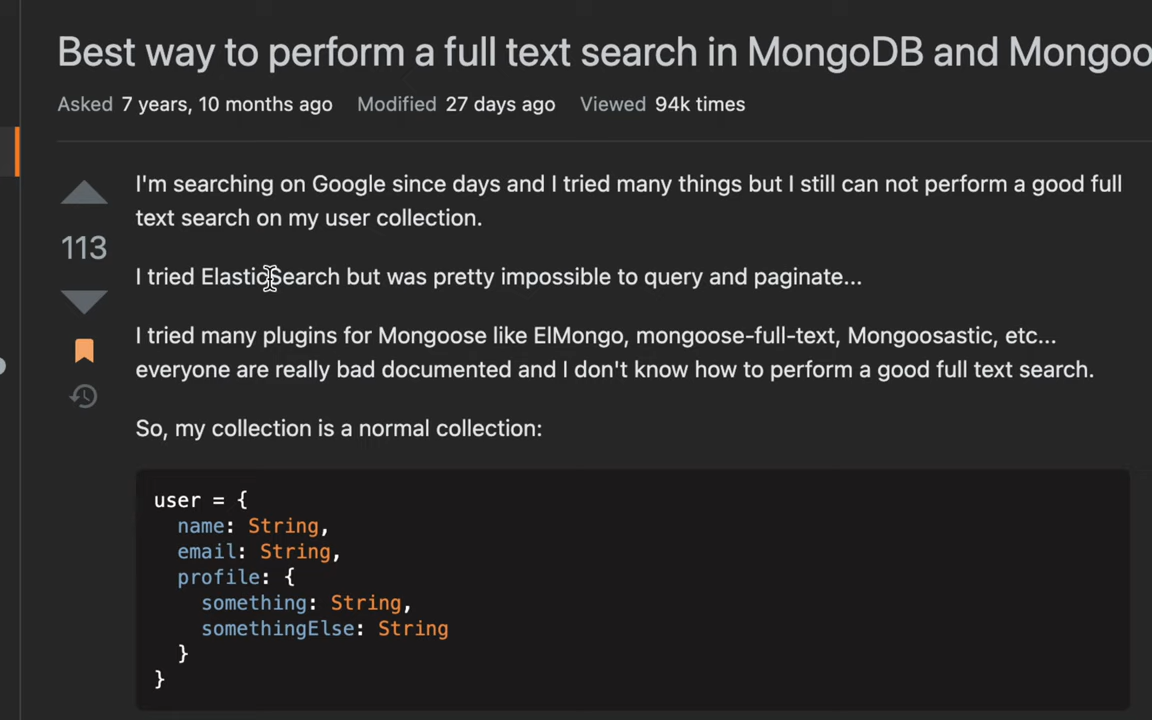 Best way to perform a full text search in MongoDB and Mongoo
Asked 7 years, 10 months ago Modified 27 days ago Viewed 94k times
I'm searching on Google since days and I tried many things but I still can not perform a good full
text search on my user collection.
113
I tried ElasticSearch but was pretty impossible to query and paginate...
I tried many plugins for Mongoose like ElMongo, mongoose-full-text, Mongoosastic, etc...
everyone are really bad documented and I don't know how to perform a good full text search.
So, my collection is a normal collection:
user = {
  name: String,
  email: String,
  profile: {
    something: String,
    somethingElse: String
  }
}